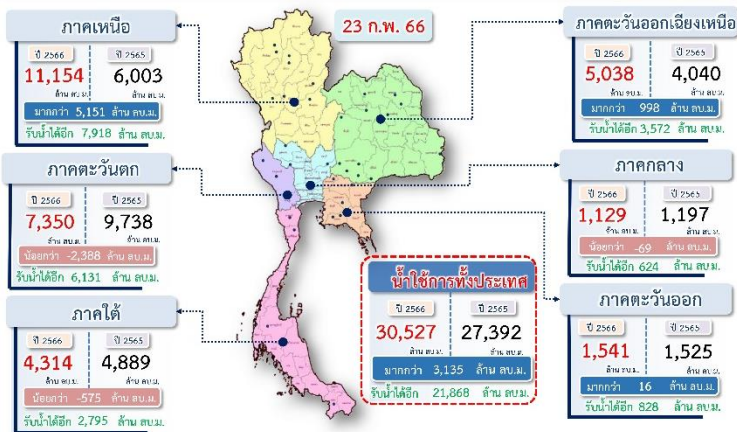 23 ก.พ. 66
ภาคเหนือ
ปี 2566 ปี 2565
11,154 6,003
ล้าน ลบ.ม. ล้าน ลบ.ม.
มากกว่า 5,151 ล้าน ลบ.ม.
รับน้ำได้อีก 7,918 ล้าน ลบ.ม.
ภาคตะวันออกเฉียงเหนือ
ปี 2566 ปี 2565
5,038 4,040
ล้าน ลบ.ม. ล้าน ลบ.ม.
มากกว่า 998 ล้าน ลบ.ม.
รับน้ำได้อีก 3,572 ล้าน ลบ.ม.
ภาคตะวันตก
ปี 2566 ปี 2565
7,350 9,738
ล้าน ลบ.ม. ล้าน ลบ.ม.
น้อยกว่า -2,388 ล้าน ลบ.ม.
รับน้ำได้อีก 6,131 ล้าน ลบ.ม.
ภาคกลาง
ปี 2566 ปี 2565
1,129 1,197
ล้าน ลบ.ม. ล้าน ลบ.ม.
น้อยกว่า -69 ล้าน ลบ.ม.
รับน้ำได้อีก 624 ล้าน ลบ.ม.
ภาคใต้
ปี 2566 ปี 2565
4,314 4,889
ล้าน ลบ.ม. ล้าน ลบ.ม.
น้อยกว่า -575 ล้าน ลบ.ม.
รับน้ำได้อีก 2,795 ล้าน ลบ.ม.
น้ำใช้การทั้งประเทศ
ปี 2566 ปี 2565
30,527 27,392
ล้าน ลบ.ม. ล้าน ลบ.ม.
มากกว่า 3,135 ล้าน ลบ.ม.
รับน้ำได้อีก 21,868 ล้าน ลบ.ม.
ภาคตะวันออก
ปี 2566 ปี 2565
1,541 1,525
ล้าน ลบ.ม. ล้าน ลบ.ม.
มากกว่า 16 ล้าน ลบ.ม.
รับน้ำได้อีก 828 ล้าน ลบ.ม.